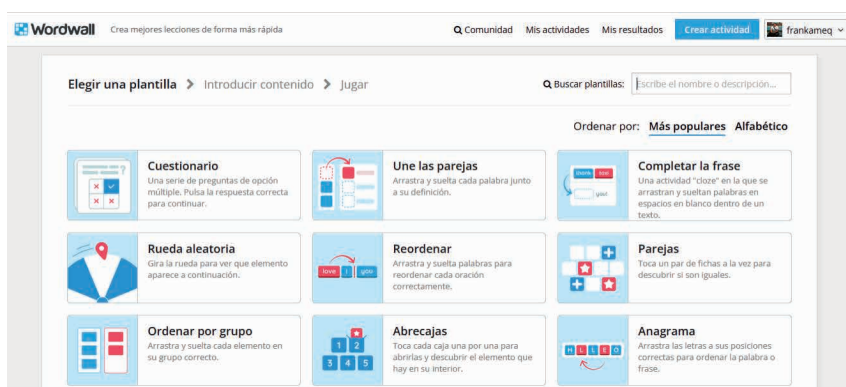 Wordwall Crea mejores lecciones de forma más rápida Comunidad Mis actividades Mis resultados Crear actividad frankameq
Elegir una plantilla > Introducir contenido > Jugar Buscar plantillas: Escribe el nombre o descripción...
Ordenar por: Más populares Alfabético
Cuestionario
Una serie de preguntas de opción
múltiple. Pulsa la respuesta correcta
para continuar.
Une las parejas
Arrastra y suelta cada palabra junto
a su definición.
Completar la frase
Una actividad "cloze" en la que se
arrastran y sueltan palabras en
espacios en blanco dentro de un
texto.
you!
Rueda aleatoria
Gira la rueda para ver que elemento
aparece a continuación.
love I you
Reordenar
Arrastra y suelta palabras para
reordenar cada oración
correctamente.
Parejas
Toca un par de fichas a la vez para
descubrir si son iguales.
Ordenar por grupo
Arrastra y suelta cada elemento en
su grupo correcto.
1 2
3 4 5
Abrecajas
Toca cada caja una por una para
abrirlas y descubrir el elemento que
hay en su interior.
H L L E O
Anagrama
Arrastra las letras a sus posiciones
correctas para ordenar la palabra o
frase.